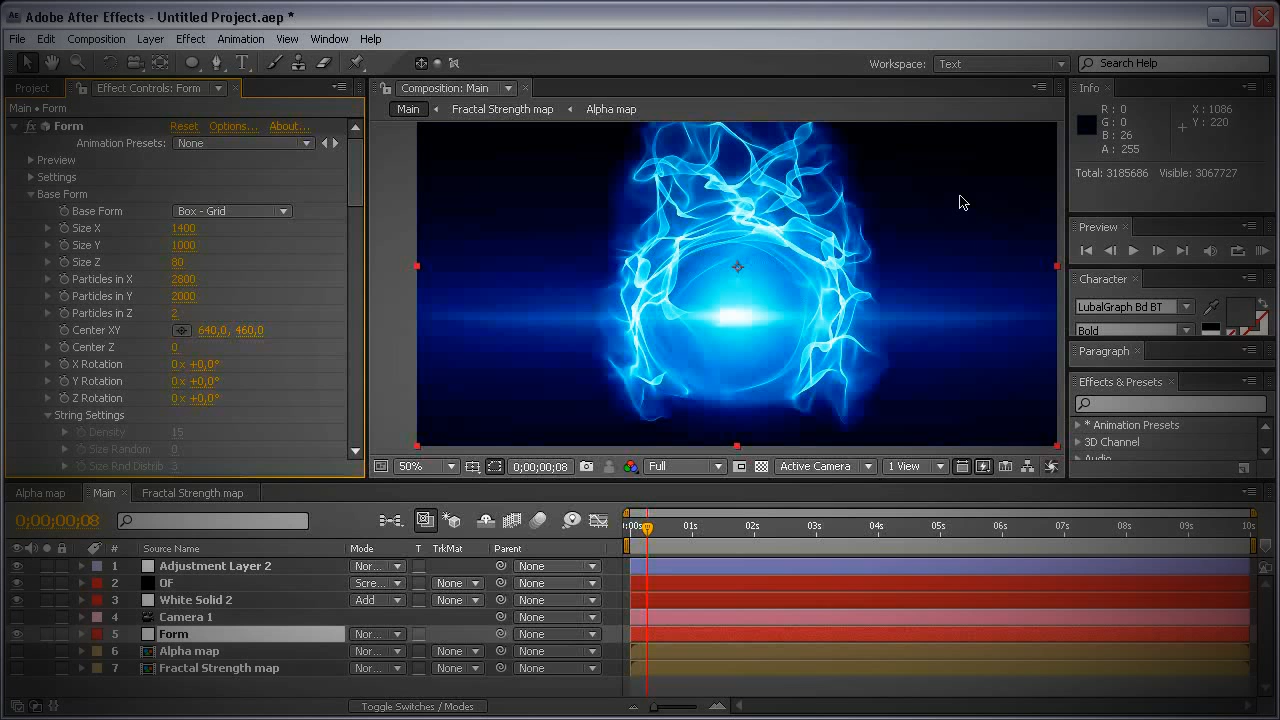 Adobe After Effects - Untitled Project.aep *
File Edit Composition Layer Effect Animation View Window Help
Workspace: Text Search Help
Project Effect Controls: Form
Main • Form
fx Form Reset Options... About...
Animation Presets: None
Preview
Settings
Base Form
Base Form Box - Grid
Size X 1400
Size Y 1000
Size Z 80
Particles in X 2800
Particles in Y 2000
Particles in Z 2
Center XY 640,0, 460,0
Center Z 0
X Rotation 0x +0,0°
Y Rotation 0x +0,0°
Z Rotation 0x +0,0°
String Settings
Density 15
Size Random 0
Size Rnd Distrib 3
Composition: Main
Main Fractal Strength map Alpha map
50% 0;00;00;08 Full Active Camera 1 View
Info
R : 0 X : 1086
G : 0 Y : 220
B : 26
A : 255
Total: 3185686 Visible: 3067727
Preview
Character
LubalGraph Bd BT
Bold
Paragraph
Effects & Presets
* Animation Presets
3D Channel
Audio
Alpha map Main Fractal Strength map
0;00;00;08
:00s 01s 02s 03s 04s 05s 06s 07s 08s 09s 10s
# Source Name Mode T TrkMat Parent
1 Adjustment Layer 2 Nor... None
2 OF Scre... None None
3 White Solid 2 Add None None
4 Camera 1 None
5 Form Nor... None None
6 Alpha map Nor... None None
7 Fractal Strength map Nor... None None
Toggle Switches / Modes